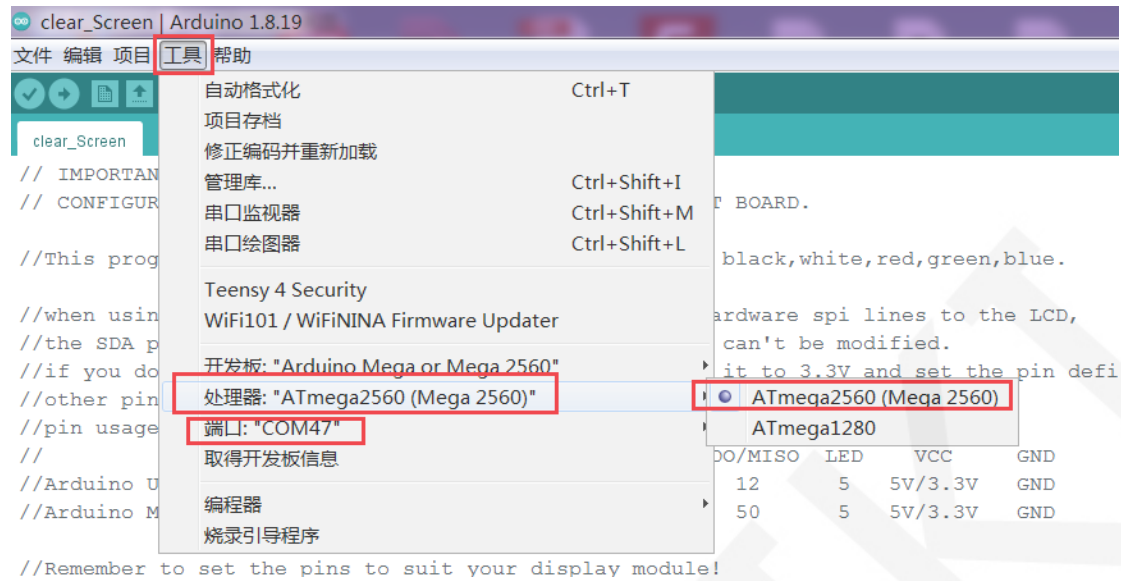 clear_Screen | Arduino 1.8.19
文件 编辑 项目 工具 帮助
自动格式化 Ctrl+T
项目存档
clear_Screen
修正编码并重新加载
// IMPORTAN
管理库... Ctrl+Shift+I
// CONFIGUR T BOARD.
串口监视器 Ctrl+Shift+M
串口绘图器 Ctrl+Shift+L
//This prog black,white,red,green,blue.
Teensy 4 Security
//when usin ardware spi lines to the LCD,
WiFi101 / WiFiNINA Firmware Updater
//the SDA p can't be modified.
开发板: "Arduino Mega or Mega 2560"
//if you do it to 3.3V and set the pin defi
处理器: "ATmega2560 (Mega 2560)" ATmega2560 (Mega 2560)
//other pin
端口: "COM47" ATmega1280
//pin usage
取得开发板信息
// DO/MISO LED VCC GND
//Arduino U 12 5 5V/3.3V GND
编程器
//Arduino M 50 5 5V/3.3V GND
烧录引导程序
//Remember to set the pins to suit your display module!